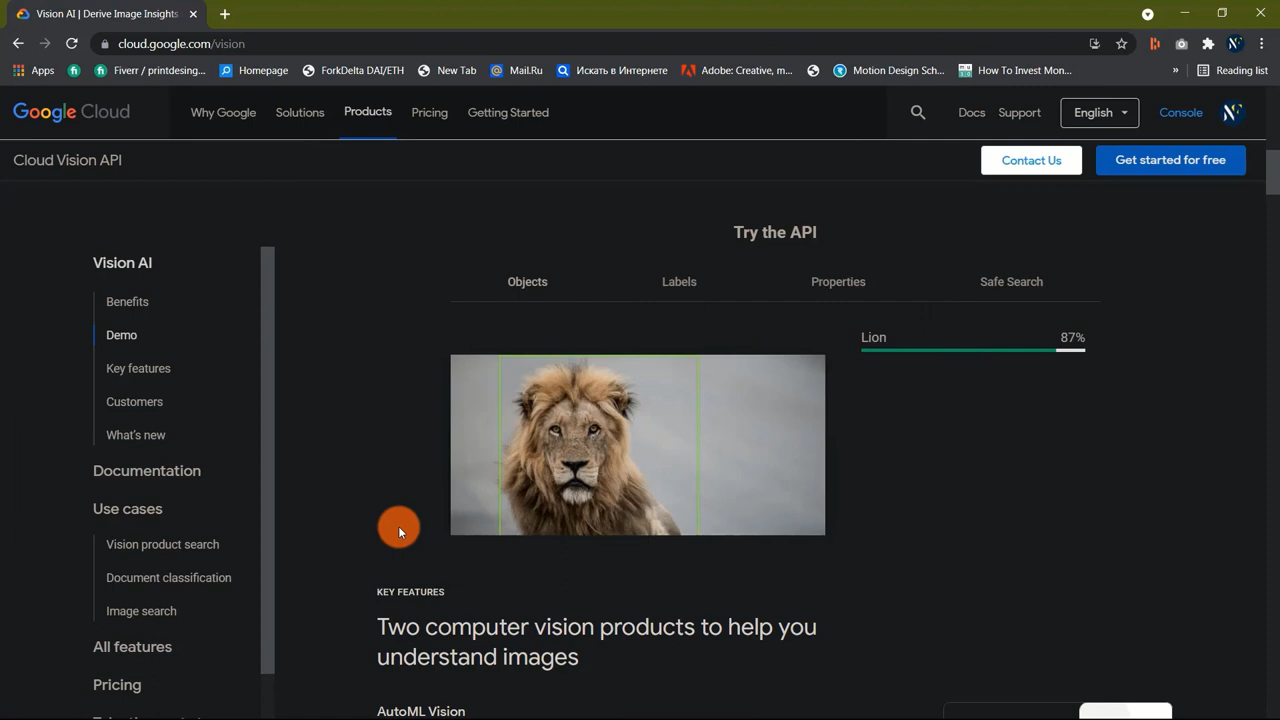 Vision AI | Derive Image Insights
cloud.google.com/vision
Apps
Fiverr / printdesing...
Homepage
ForkDelta DAI/ETH
New Tab
Mail.Ru
Искать в Интернете
Adobe: Creative, m...
Motion Design Sch...
How To Invest Mon...
»
Reading list
Google Cloud
Why Google
Solutions
Products
Pricing
Getting Started
Docs
Support
English
Console
Cloud Vision API
Contact Us
Get started for free
Try the API
Objects
Labels
Properties
Safe Search
Lion 87%
Vision AI
Benefits
Demo
Key features
Customers
What's new
Documentation
Use cases
Vision product search
Document classification
Image search
All features
Pricing
KEY FEATURES
Two computer vision products to help you
understand images
AutoML Vision